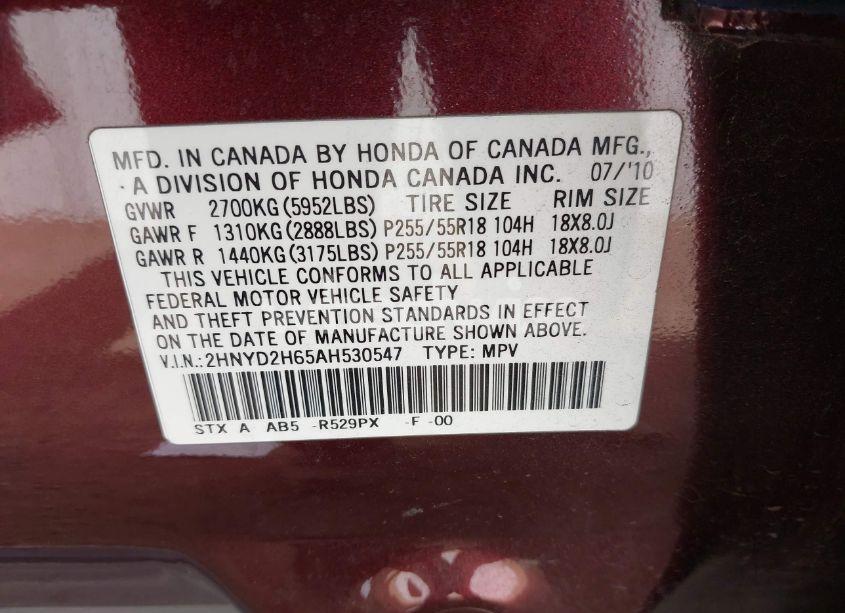 MFD. IN CANADA BY HONDA OF CANADA MFG.,
A DIVISION OF HONDA CANADA INC. 07/'10
GVWR 2700KG (5952LBS) TIRE SIZE RIM SIZE
GAWR F 1310KG (2888LBS) P255/55R18 104H 18X8.0J
GAWR R 1440KG (3175LBS) P255/55R18 104H 18X8.0J
THIS VEHICLE CONFORMS TO ALL APPLICABLE
FEDERAL MOTOR VEHICLE SAFETY
AND THEFT PREVENTION STANDARDS IN EFFECT
ON THE DATE OF MANUFACTURE SHOWN ABOVE.
V.I.N.:2HNYD2H65AH530547 TYPE: MPV
STX A AB5 -R529PX -F -00